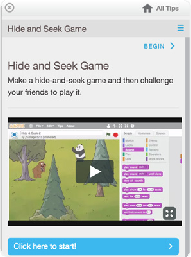 All Tips
Hide and Seek Game
BEGIN
Hide and Seek Game
Make a hide-and-seek game and then challenge
your friends to play it.
Click here to start!